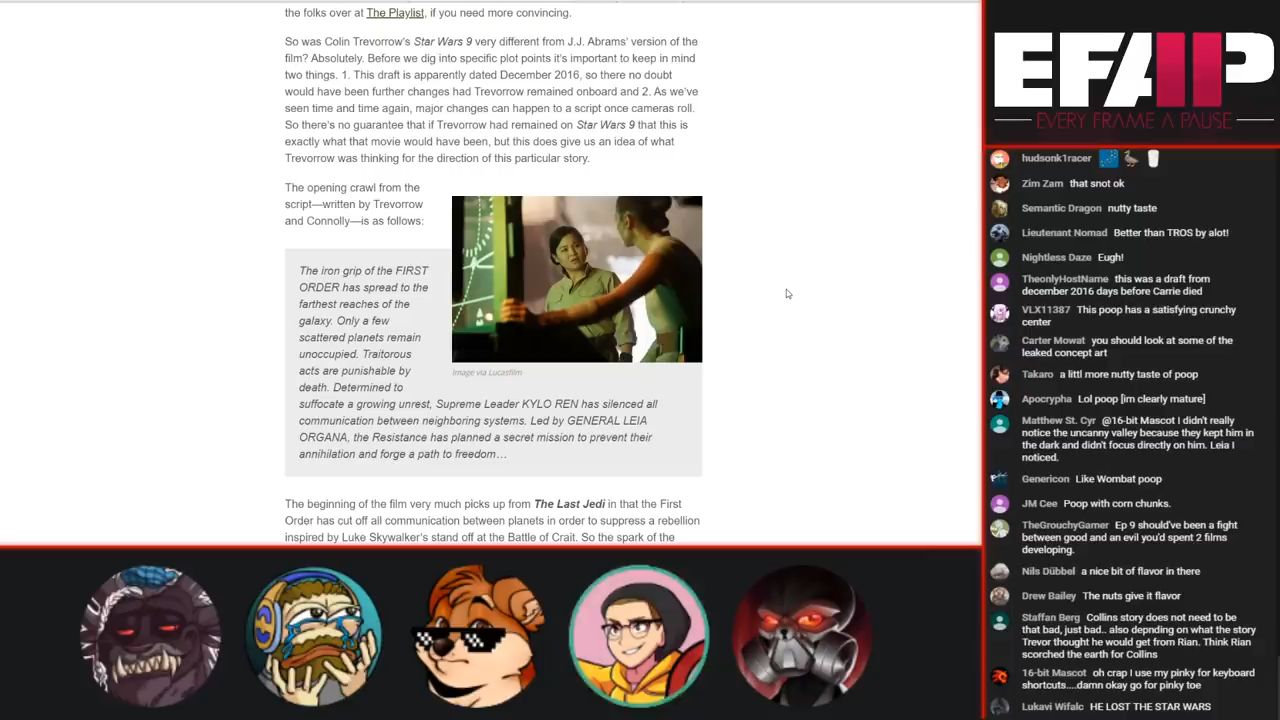 the folks over at The Playlist, if you need more convincing.
So was Colin Trevorrow's Star Wars 9 very different from J.J. Abrams' version of the
film? Absolutely. Before we dig into specific plot points it's important to keep in mind
two things. 1. This draft is apparently dated December 2016, so there no doubt
would have been further changes had Trevorrow remained onboard and 2. As we've
seen time and time again, major changes can happen to a script once cameras roll.
So there's no guarantee that if Trevorrow had remained on Star Wars 9 that this is
exactly what that movie would have been, but this does give us an idea of what
Trevorrow was thinking for the direction of this particular story.
The opening crawl from the
script—written by Trevorrow
and Connolly—is as follows:
The iron grip of the FIRST
ORDER has spread to the
farthest reaches of the
galaxy. Only a few
scattered planets remain
unoccupied. Traitorous
acts are punishable by
death. Determined to
suffocate a growing unrest, Supreme Leader KYLO REN has silenced all
communication between neighboring systems. Led by GENERAL LEIA
ORGANA, the Resistance has planned a secret mission to prevent their
annihilation and forge a path to freedom…
Image via Lucasfilm
The beginning of the film very much picks up from The Last Jedi in that the First
Order has cut off all communication between planets in order to suppress a rebellion
inspired by Luke Skywalker's stand off at the Battle of Crait. So the spark of the
EFAP
EVERY FRAME A PAUSE
hudsonk1racer
Zim Zam that snot ok
Semantic Dragon nutty taste
Lieutenant Nomad Better than TROS by alot!
Nightless Daze Eugh!
TheonlyHostName this was a draft from
december 2016 days before Carrie died
VLX11387 This poop has a satisfying crunchy
center
Carter Mowat you should look at some of the
leaked concept art
Takaro a littl more nutty taste of poop
Apocrypha Lol poop [im clearly mature]
Matthew St. Cyr @16-bit Mascot I didn't really
notice the uncanny valley because they kept him in
the dark and didn't focus directly on him. Leia I
noticed.
Genericon Like Wombat poop
JM Cee Poop with corn chunks.
TheGrouchyGamer Ep 9 should've been a fight
between good and an evil you'd spent 2 films
developing.
Nils Dübbel a nice bit of flavor in there
Drew Bailey The nuts give it flavor
Staffan Berg Collins story does not need to be
that bad, just bad.. also depnding on what the story
Trevor thought he would get from Rian. Think Rian
scorched the earth for Collins
16-bit Mascot oh crap I use my pinky for keyboard
shortcuts....damn okay go for pinky toe
Lukavi Wifalc HE LOST THE STAR WARS